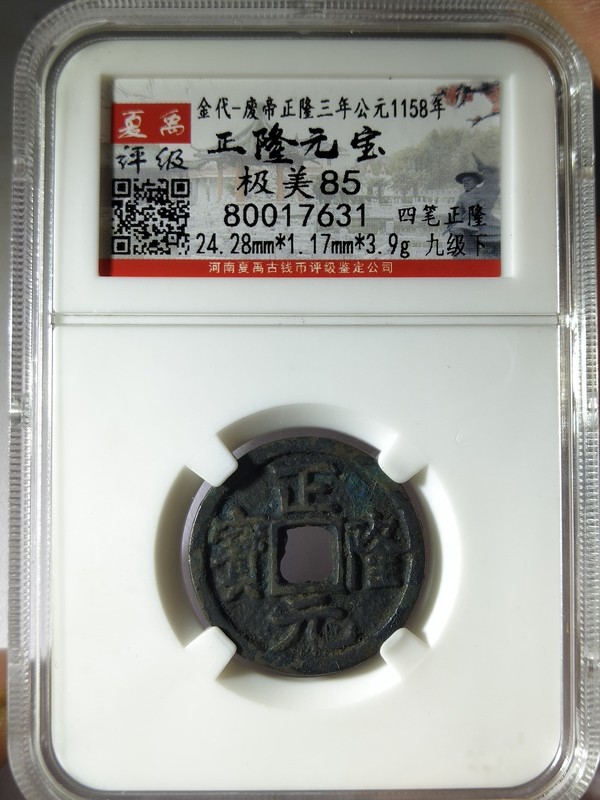 金代-废帝正隆三年公元1158年
夏禹
评级
正隆元宝
极美85
80017631 四笔正隆
24.28mm*1.17mm*3.9g 九级下
河南夏禹古钱币评级鉴定公司
正隆元寳